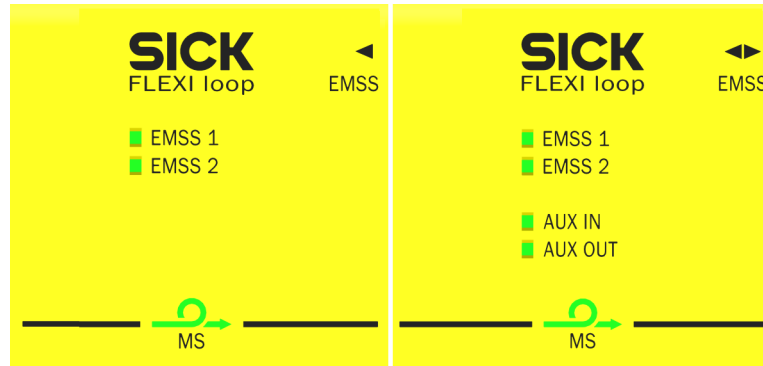 SICK
FLEXI loop
EMSS
EMSS 1
EMSS 2
MS
SICK
FLEXI loop
EMSS
EMSS 1
EMSS 2
AUX IN
AUX OUT
MS